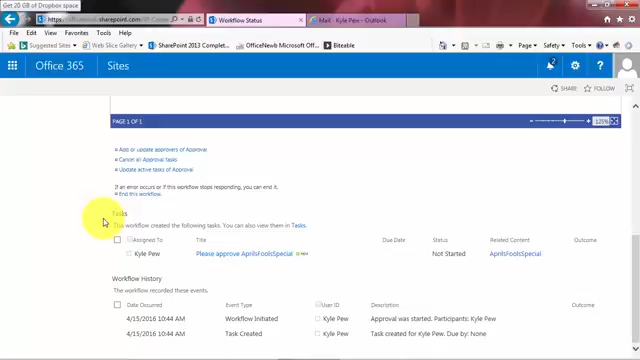 Get 20 GB of Dropbox space
https://
.sharepoint.com
Workflow Status
Mail - Kyle Pew - Outlook
File Edit View Favorites Tools Help
Suggested Sites Web Slice Gallery SharePoint 2013 Complet... OfficeNewb Microsoft Off... Biteable
Page Safety Tools
Office 365 Sites 2 ?
SHARE FOLLOW
PAGE 1 OF 1 125%
Add or update approvers of Approval
Cancel all Approval tasks
Update active tasks of Approval
If an error occurs or if this workflow stops responding, you can end it.
End this workflow.
Tasks
This workflow created the following tasks. You can also view them in Tasks.
Assigned To Title Due Date Status Related Content Outcome
Kyle Pew Please approve AprilsFoolsSpecial NEW Not Started AprilsFoolsSpecial
Workflow History
The workflow recorded these events.
Date Occurred Event Type User ID Description Outcome
4/15/2016 10:44 AM Workflow Initiated Kyle Pew Approval was started. Participants: Kyle Pew
4/15/2016 10:44 AM Task Created Kyle Pew Task created for Kyle Pew. Due by: None